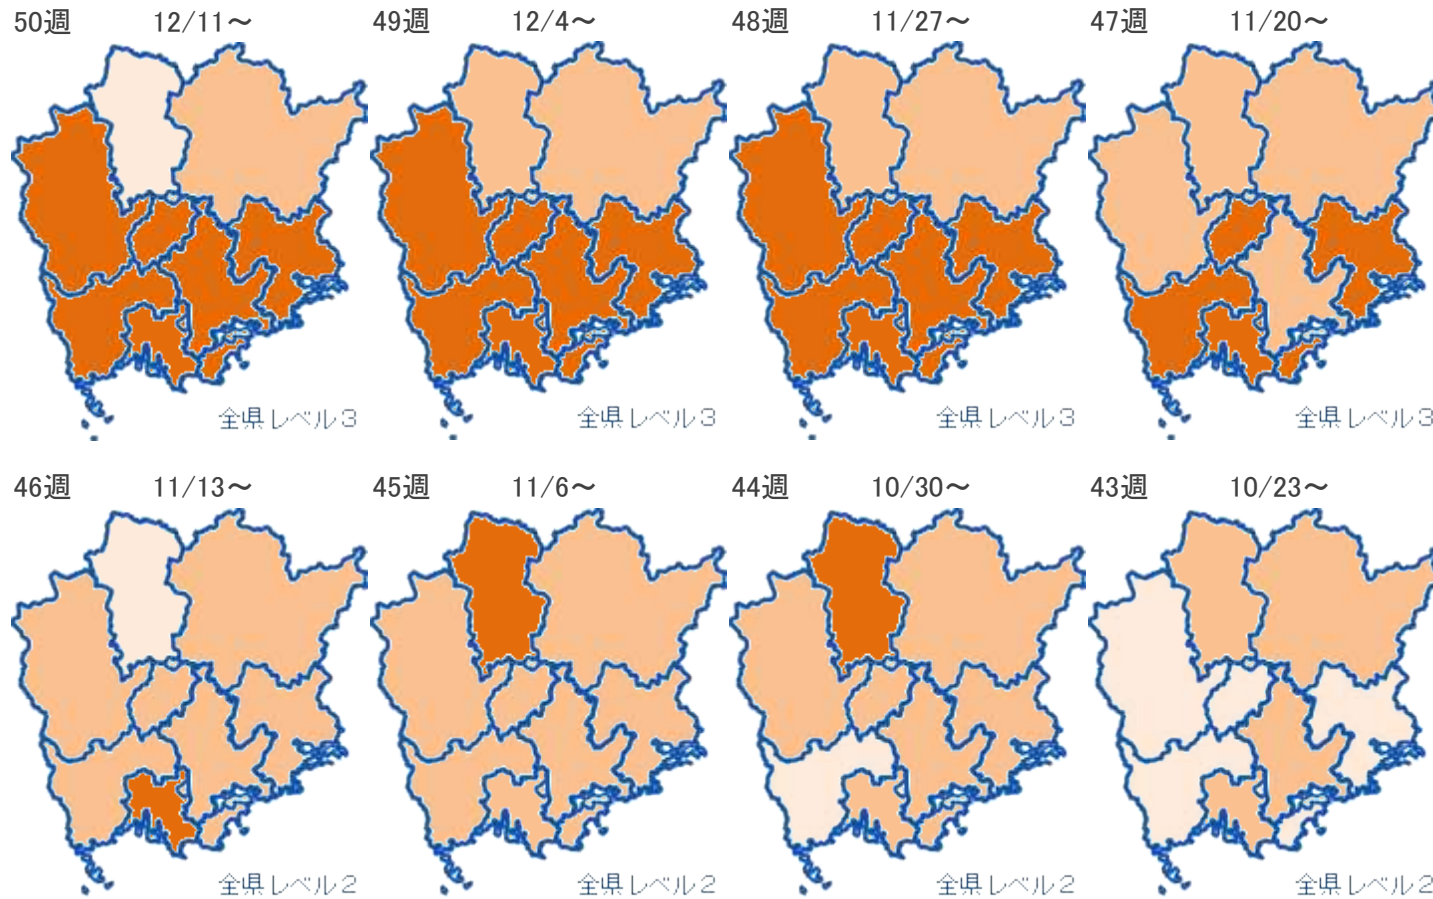 50週 12/11～
49週 12/4～
48週 11/27～
47週 11/20～
全県レベル3
全県レベル3
全県レベル3
全県レベル3
46週 11/13～
45週 11/6～
44週 10/30～
43週 10/23～
全県レベル2
全県レベル2
全県レベル2
全県レベル2